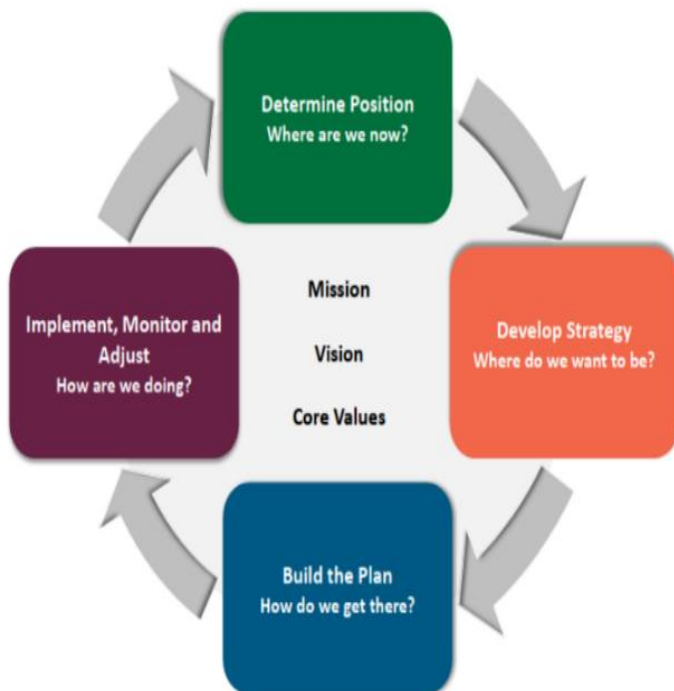 Determine Position
Where are we now?
Implement, Monitor and
Adjust
How are we doing?
Mission
Vision
Core Values
Develop Strategy
Where do we want to be?
Build the Plan
How do we get there?